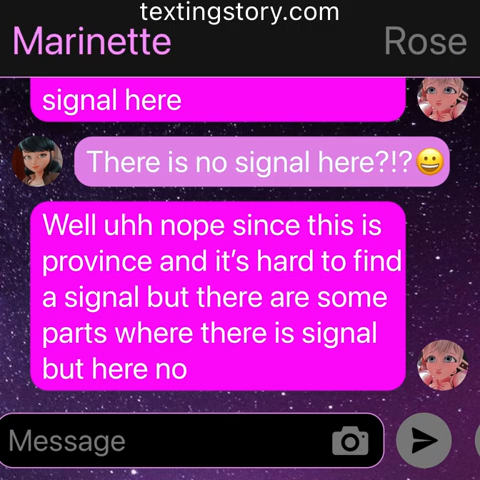 textingstory.com
Marinette
Rose
signal here
There is no signal here?!?😀
Well uhh nope since this is
province and it's hard to find
a signal but there are some
parts where there is signal
but here no
Message